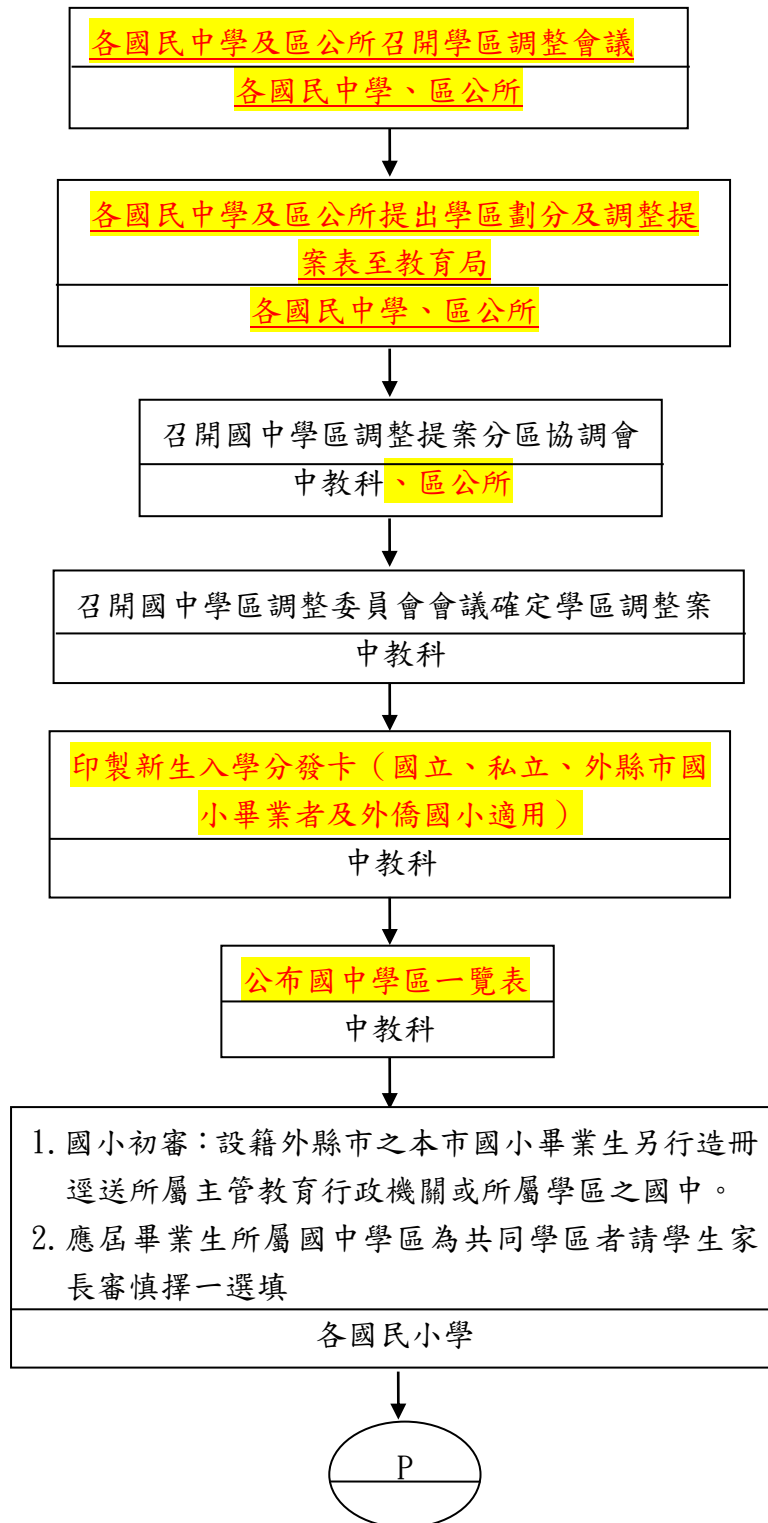 各國民中學及區公所召開學區調整會議
各國民中學、區公所
各國民中學及區公所提出學區劃分及調整提
案表至教育局
各國民中學、區公所
召開國中學區調整提案分區協調會
中教科、區公所
召開國中學區調整委員會會議確定學區調整案
中教科
印製新生入學分發卡（國立、私立、外縣市國
小畢業者及外僑國小適用）
中教科
公布國中學區一覽表
中教科
1. 國小初審：設籍外縣市之本市國小畢業生另行造冊
逕送所屬主管教育行政機關或所屬學區之國中。
2. 應屆畢業生所屬國中學區為共同學區者請學生家
長審慎擇一選填
各國民小學
P